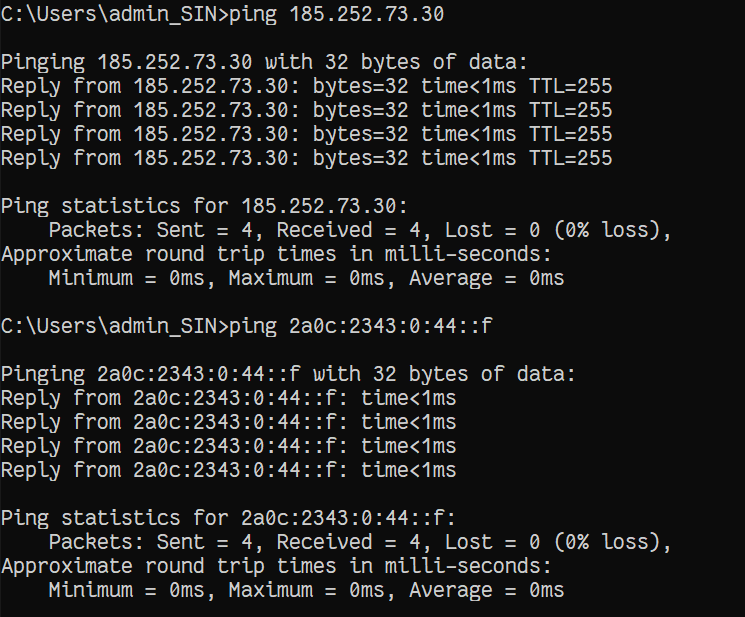 C:\Users\admin_SIN>ping 185.252.73.30
Pinging 185.252.73.30 with 32 bytes of data:
Reply from 185.252.73.30: bytes=32 time<1ms TTL=255
Reply from 185.252.73.30: bytes=32 time<1ms TTL=255
Reply from 185.252.73.30: bytes=32 time<1ms TTL=255
Reply from 185.252.73.30: bytes=32 time<1ms TTL=255
Ping statistics for 185.252.73.30:
    Packets: Sent = 4, Received = 4, Lost = 0 (0% loss),
Approximate round trip times in milli-seconds:
    Minimum = 0ms, Maximum = 0ms, Average = 0ms
C:\Users\admin_SIN>ping 2a0c:2343:0:44::f
Pinging 2a0c:2343:0:44::f with 32 bytes of data:
Reply from 2a0c:2343:0:44::f: time<1ms
Reply from 2a0c:2343:0:44::f: time<1ms
Reply from 2a0c:2343:0:44::f: time<1ms
Reply from 2a0c:2343:0:44::f: time<1ms
Ping statistics for 2a0c:2343:0:44::f:
    Packets: Sent = 4, Received = 4, Lost = 0 (0% loss),
Approximate round trip times in milli-seconds:
    Minimum = 0ms, Maximum = 0ms, Average = 0ms